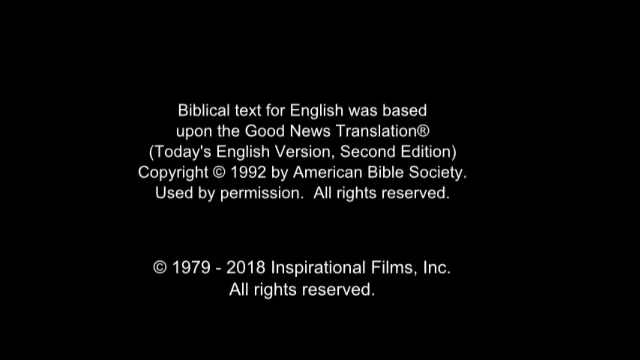 Biblical text for English was based
upon the Good News Translation®
(Today's English Version, Second Edition)
Copyright © 1992 by American Bible Society.
Used by permission.  All rights reserved.
© 1979 - 2018 Inspirational Films, Inc.
All rights reserved.